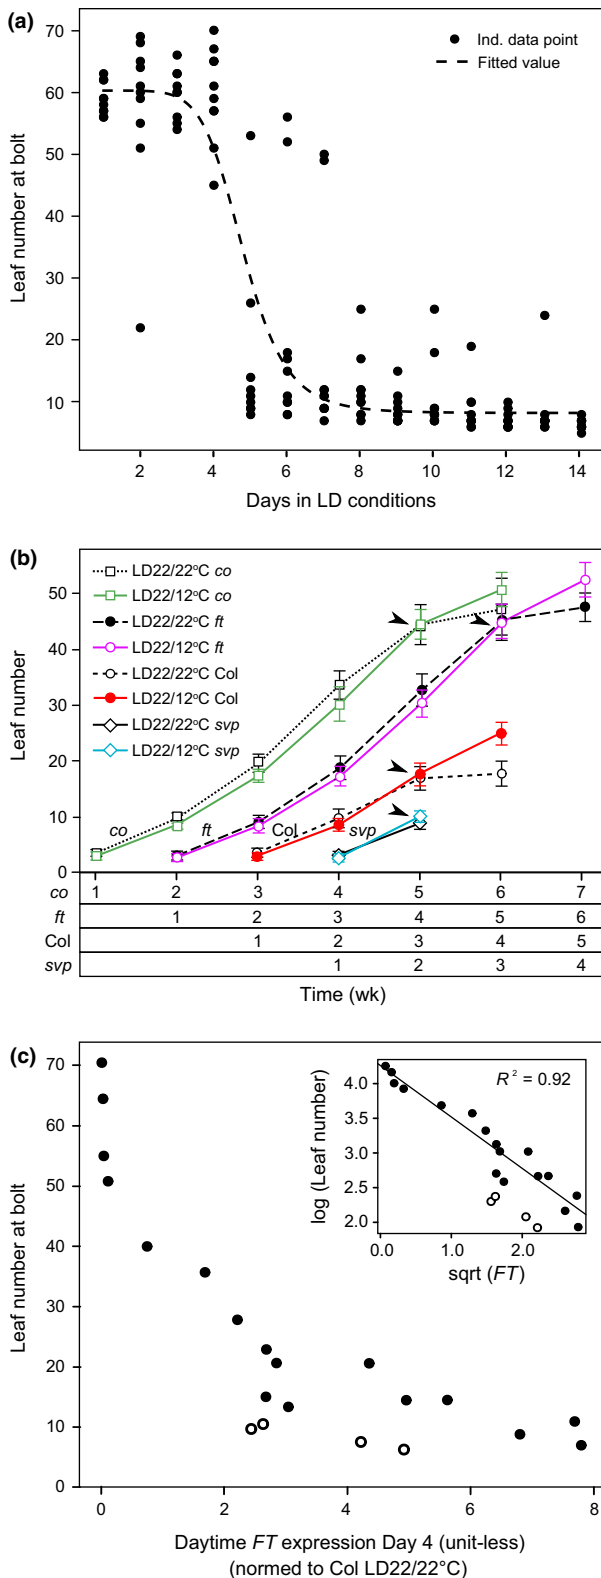 (a)
70
60
50
40
30
20
10
Leaf number at bolt
Ind. data point
Fitted value
2 4 6 8 10 12 14
Days in LD conditions
(b)
50
40
30
20
10
0
Leaf number
LD22/22°C co
LD22/12°C co
LD22/22°C ft
LD22/12°C ft
LD22/22°C Col
LD22/12°C Col
LD22/22°C svp
LD22/12°C svp
co ft Col svp
co 1 2 3 4 5 6 7
ft 1 2 3 4 5 6
Col 1 2 3 4 5
svp 1 2 3 4
Time (wk)
(c)
70
60
50
40
30
20
10
0
Leaf number at bolt
R² = 0.92
4.0
3.5
3.0
2.5
2.0
log (Leaf number)
0.0 1.0 2.0
sqrt (FT)
0 2 4 6 8
Daytime FT expression Day 4 (unit-less)
(normed to Col LD22/22°C)